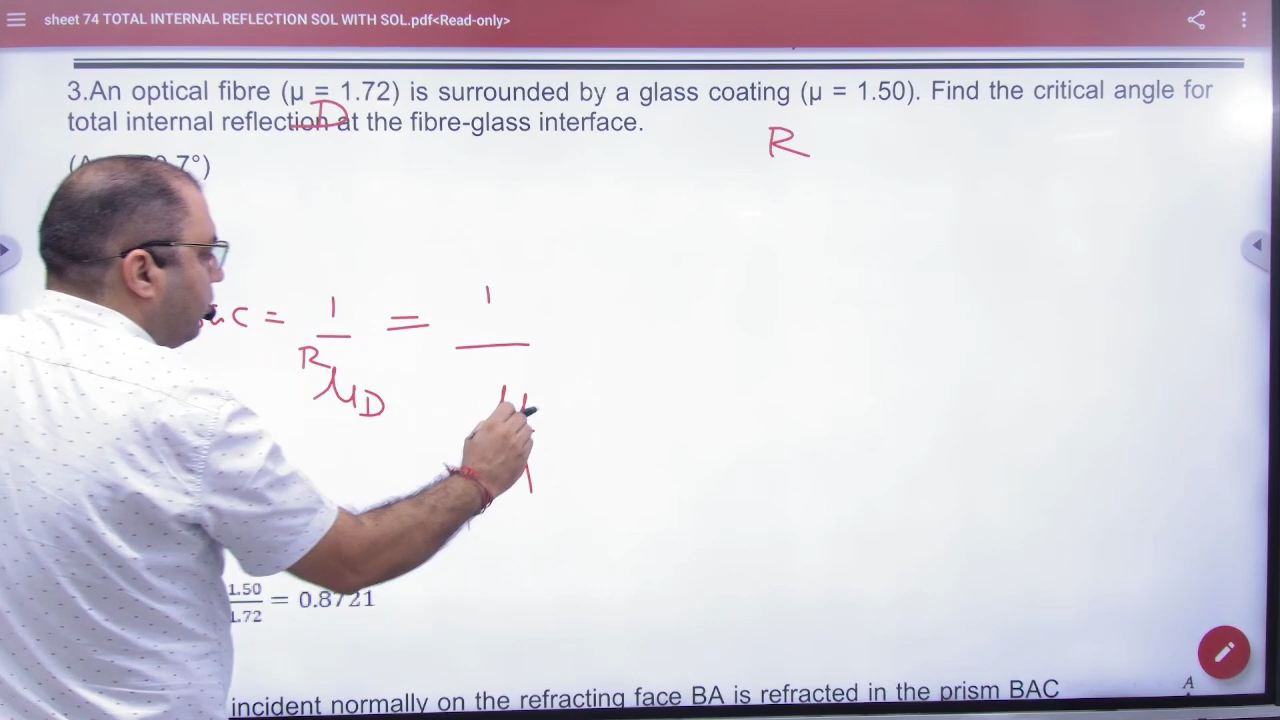 sheet 74 TOTAL INTERNAL REFLECTION SOL WITH SOL.pdf<Read-only>
3.An optical fibre (μ = 1.72) is surrounded by a glass coating (μ = 1.50). Find the critical angle for
total internal reflection at the fibre-glass interface.
D
R
7°)
C = 1 / RμD = 1 / μ
1.50/1.72 = 0.8721
incident normally on the refracting face BA is refracted in the prism BAC
A